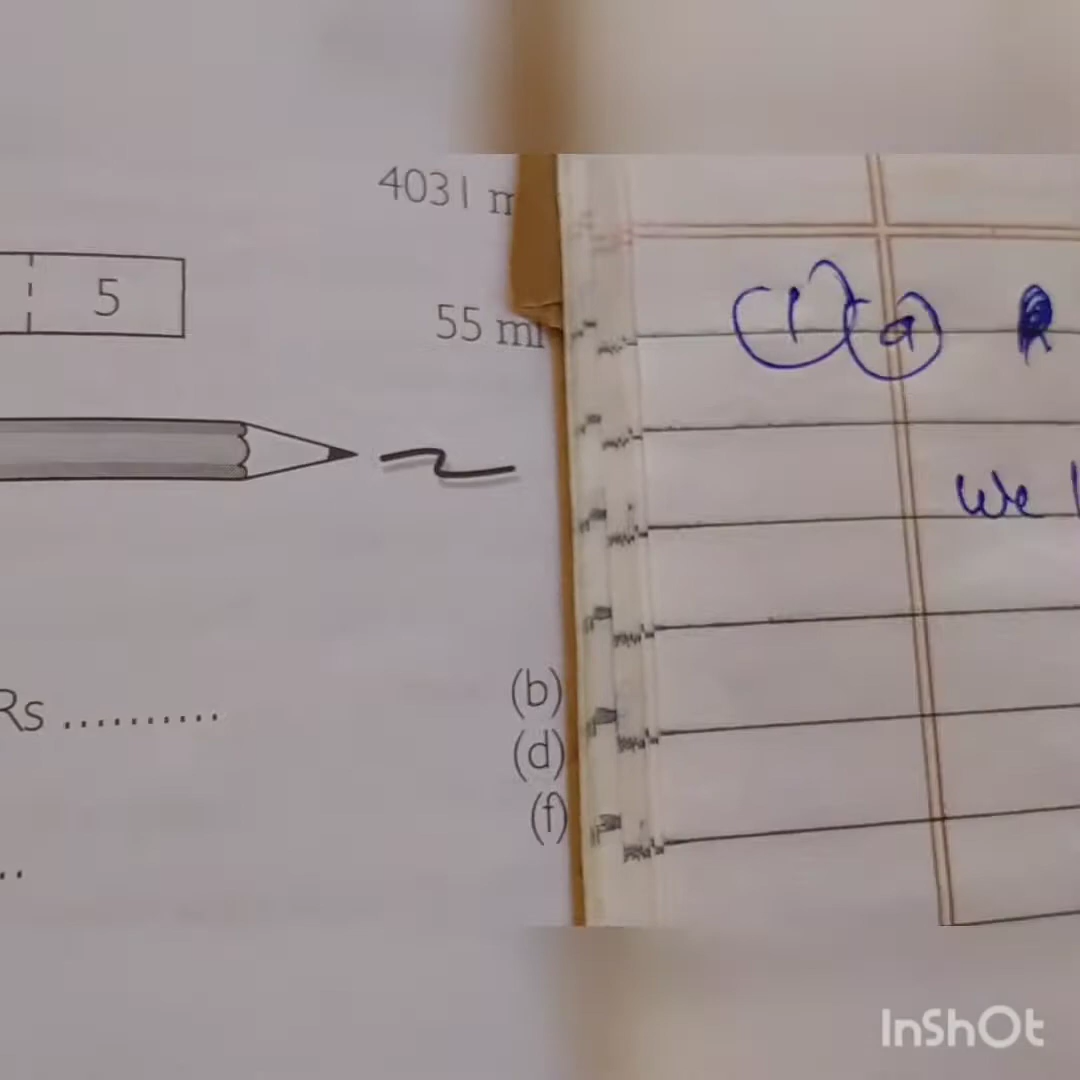 4031 m
5
55 ml
Rs ..........
(b)
(d)
(f)
..
1 a
We
InShOt